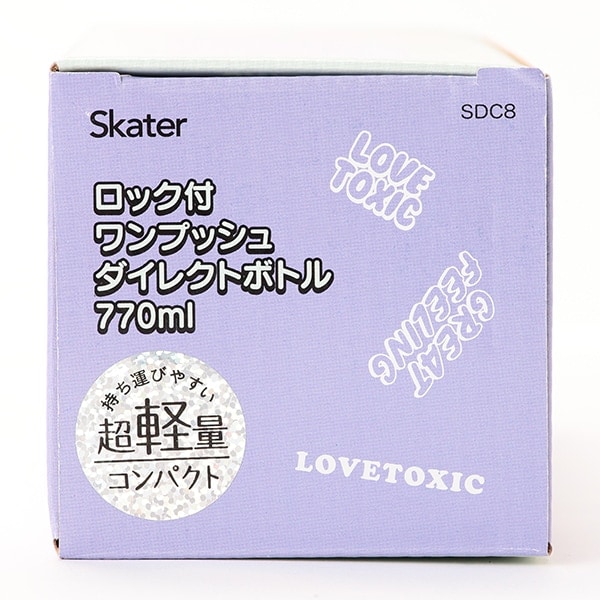 Skater
SDC8
LOVE
TOXIC
ロック付
ワンプッシュ
ダイレクトボトル
770ml
GREAT
FEELING
持ち運びやすい
超軽量
コンパクト
LOVETOXIC